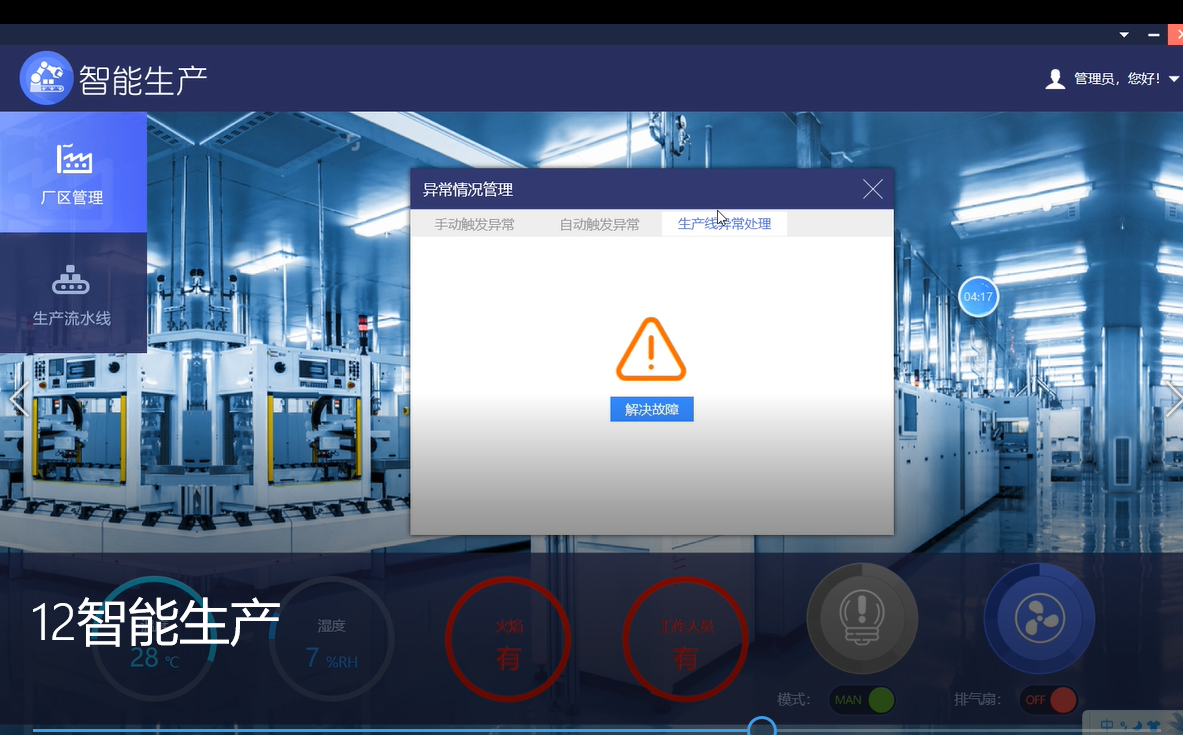 智能生产
管理员，您好！
厂区管理
生产流水线
异常情况管理
手动触发异常
自动触发异常
生产线异常处理
解决故障
04:17
12智能生产
28 ℃
湿度
7 %RH
火焰
有
工作人员
有
模式：
MAN
排气扇：
OFF
中